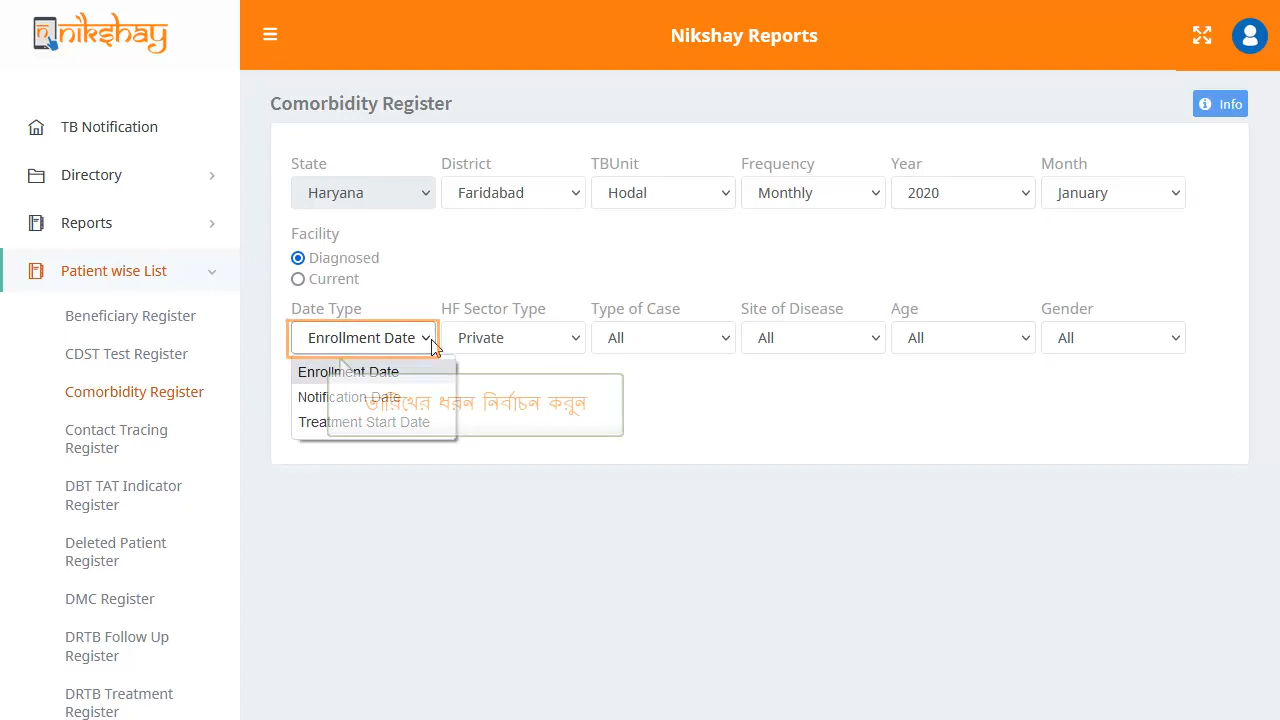 nikshay
Nikshay Reports
Comorbidity Register
Info
TB Notification
Directory
Reports
Patient wise List
Beneficiary Register
CDST Test Register
Comorbidity Register
Contact Tracing
Register
DBT TAT Indicator
Register
Deleted Patient
Register
DMC Register
DRTB Follow Up
Register
DRTB Treatment
Register
State District TBUnit Frequency Year Month
Haryana Faridabad Hodal Monthly 2020 January
Facility
Diagnosed
Current
Date Type HF Sector Type Type of Case Site of Disease Age Gender
Enrollment Date Private All All All All
Enrollment Date
Notification Date
Treatment Start Date
তারিখের ধরন নির্বাচন করুন